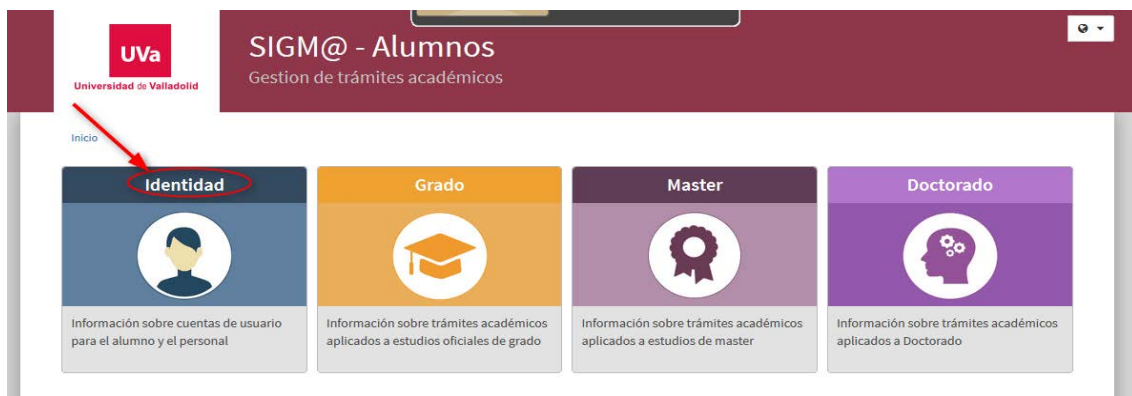 UVa
Universidad de Valladolid
SIGM@ - Alumnos
Gestion de trámites académicos
Inicio
Identidad
Grado
Master
Doctorado
Información sobre cuentas de usuario
para el alumno y el personal
Información sobre trámites académicos
aplicados a estudios oficiales de grado
Información sobre trámites académicos
aplicados a estudios de master
Información sobre trámites académicos
aplicados a Doctorado